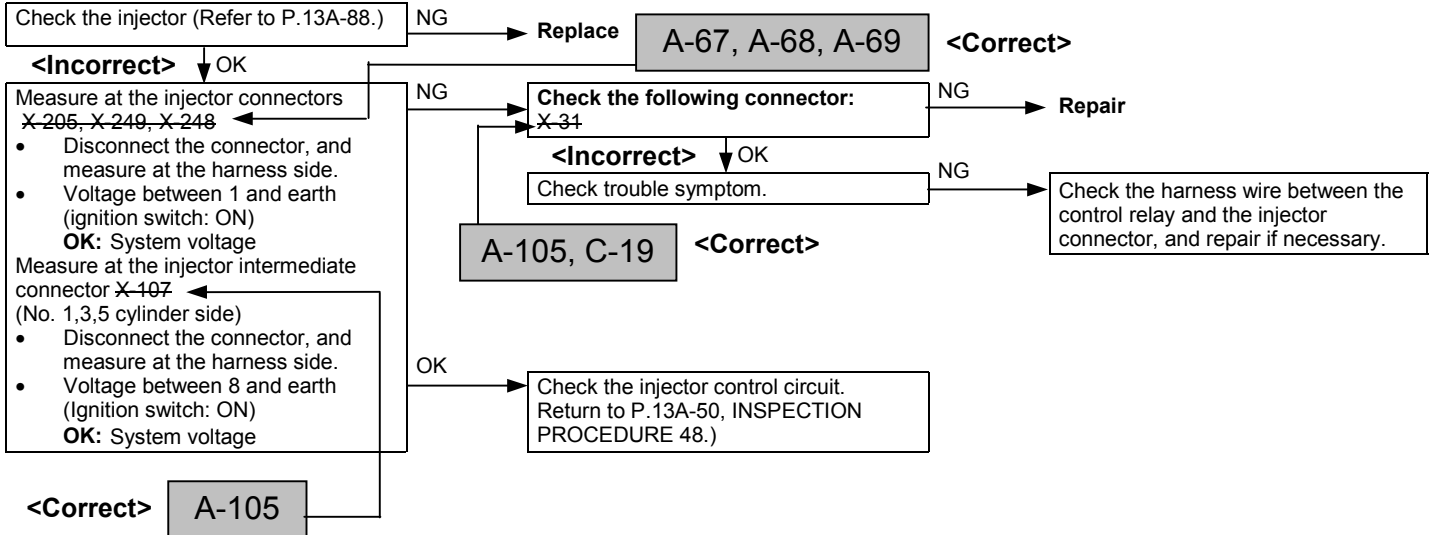 Check the injector (Refer to P.13A-88.)
NG
Replace
A-67, A-68, A-69
<Correct>
<Incorrect>
OK
Measure at the injector connectors
X-205, X-249, X-248
• Disconnect the connector, and
measure at the harness side.
• Voltage between 1 and earth
(ignition switch: ON)
OK: System voltage
Measure at the injector intermediate
connector X-107
(No. 1,3,5 cylinder side)
• Disconnect the connector, and
measure at the harness side.
• Voltage between 8 and earth
(Ignition switch: ON)
OK: System voltage
NG
Check the following connector:
X-31
NG
Repair
<Incorrect>
OK
Check trouble symptom.
NG
Check the harness wire between the
control relay and the injector
connector, and repair if necessary.
A-105, C-19
<Correct>
OK
Check the injector control circuit.
Return to P.13A-50, INSPECTION
PROCEDURE 48.)
<Correct>
A-105